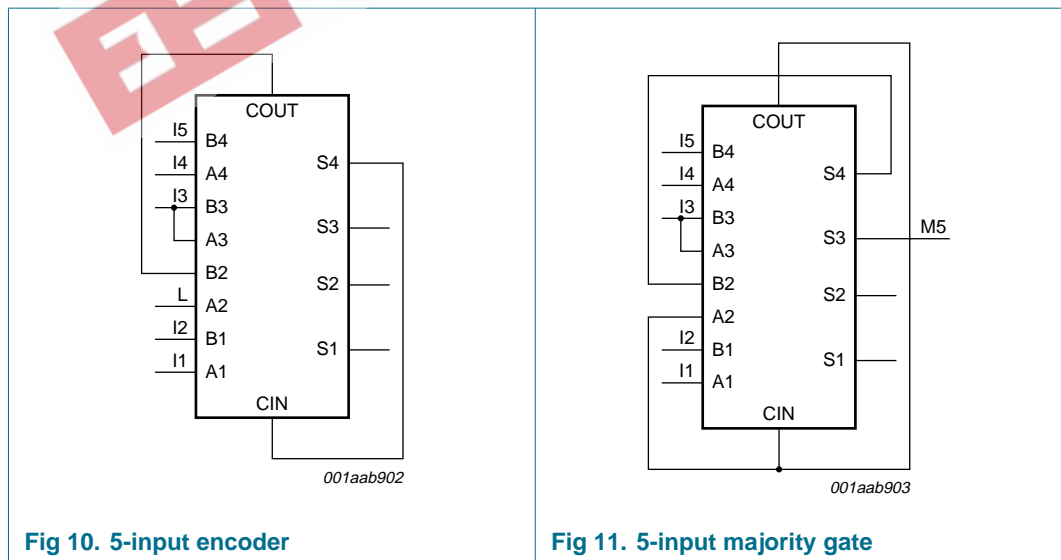 COUT
I5
B4
I4
A4
S4
I3
B3
A3
S3
B2
S2
L
A2
I2
B1
S1
I1
A1
CIN
001aab902
Fig 10. 5-input encoder
COUT
I5
B4
I4
A4
S4
I3
B3
S3
M5
A3
B2
S2
A2
I2
B1
S1
I1
A1
CIN
001aab903
Fig 11. 5-input majority gate